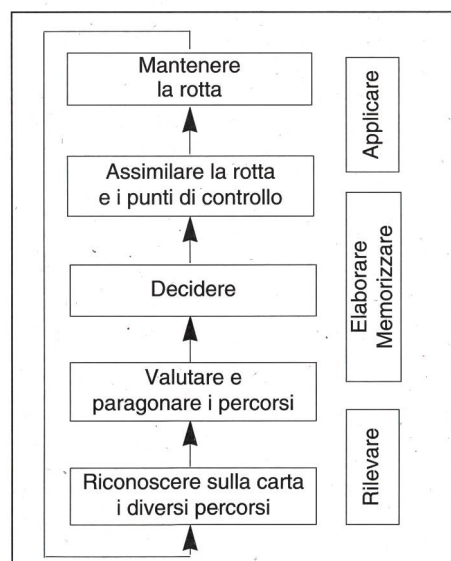 Mantenere
la rotta
Applicare
Assimilare la rotta
e i punti di controllo
Elaborare
Memorizzare
Decidere
Valutare e
paragonare i percorsi
Rilevare
Riconoscere sulla carta
i diversi percorsi